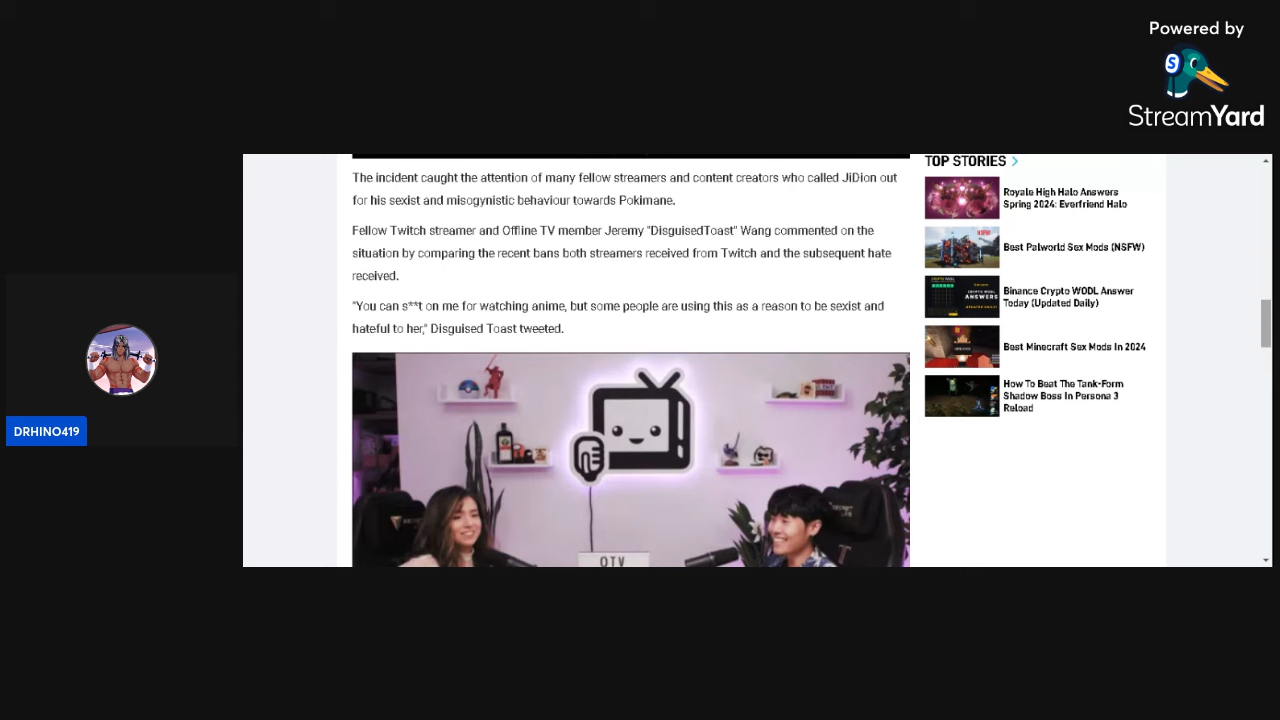 Powered by
S
StreamYard
The incident caught the attention of many fellow streamers and content creators who called JiDion out
for his sexist and misogynistic behaviour towards Pokimane.
Fellow Twitch streamer and Offline TV member Jeremy "DisguisedToast" Wang commented on the
situation by comparing the recent bans both streamers received from Twitch and the subsequent hate
received.
"You can s**t on me for watching anime, but some people are using this as a reason to be sexist and
hateful to her," Disguised Toast tweeted.
OTV
TOP STORIES
Royale High Halo Answers
Spring 2024: Everfriend Halo
Best Palworld Sex Mods (NSFW)
Binance Crypto WODL Answer
Today (Updated Daily)
Best Minecraft Sex Mods In 2024
How To Beat The Tank-Form
Shadow Boss In Persona 3
Reload
DRHINO419